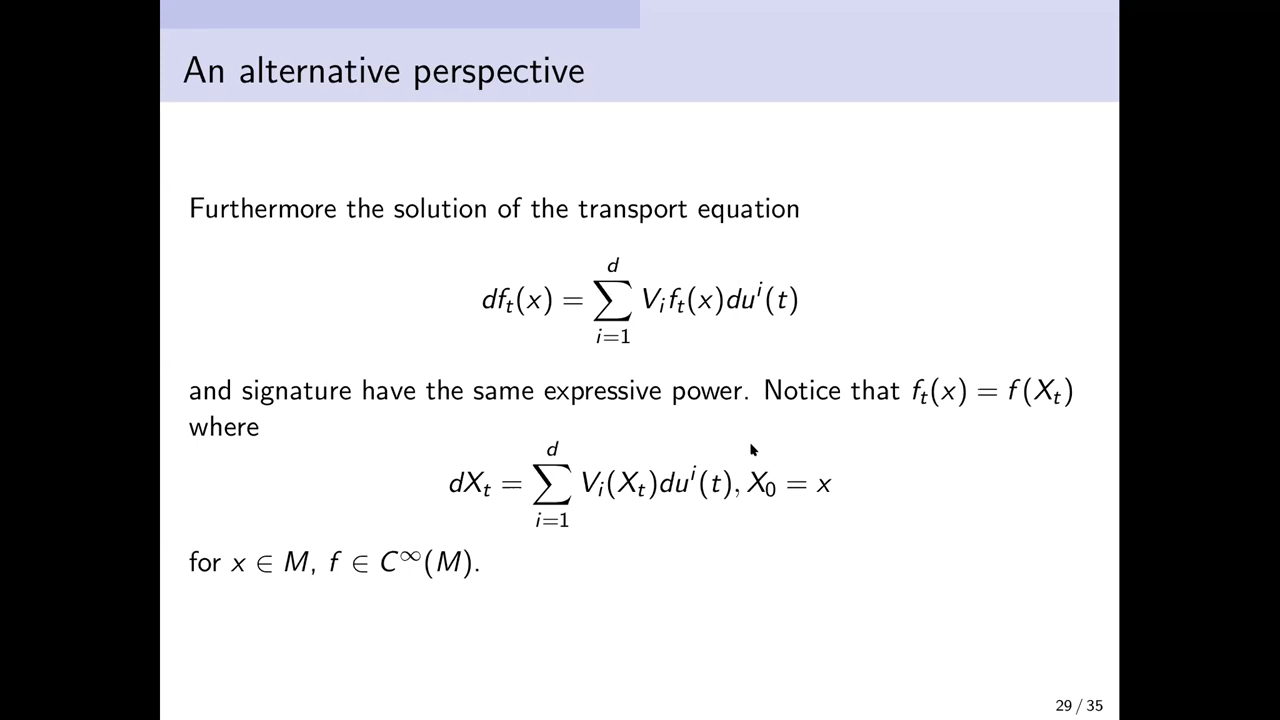 An alternative perspective
Furthermore the solution of the transport equation
df_t(x) = \sum_{i=1}^{d} V_i f_t(x) du^i(t)
and signature have the same expressive power. Notice that f_t(x) = f(X_t)
where
dX_t = \sum_{i=1}^{d} V_i(X_t) du^i(t), X_0 = x
for x ∈ M, f ∈ C^∞(M).
29 / 35